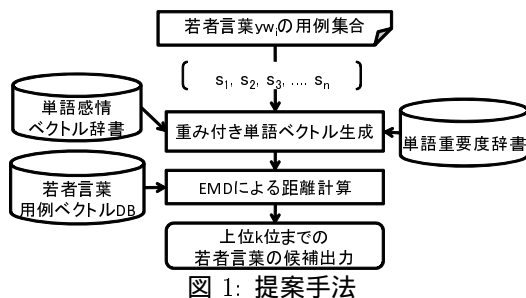 若者言葉yw_iの用例集合
s_1, s_2, s_3, .... s_n
単語感情
ベクトル辞書
重み付き単語ベクトル生成
単語重要度辞書
若者言葉
用例ベクトルDB
EMDによる距離計算
上位k位までの
若者言葉の候補出力
図 1: 提案手法